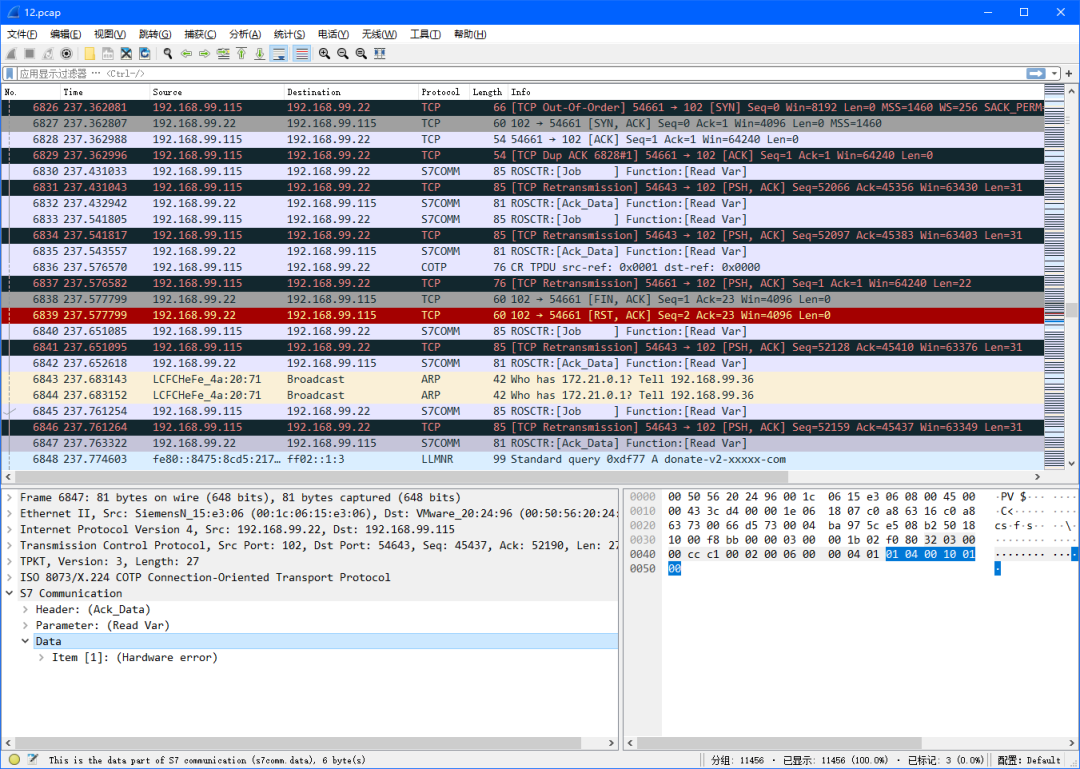 12.pcap
文件(F) 编辑(E) 视图(V) 跳转(G) 捕获(C) 分析(A) 统计(S) 电话(Y) 无线(W) 工具(T) 帮助(H)
应用显示过滤器 … <Ctrl-/>
No. Time Source Destination Protocol Length Info
6826 237.362081 192.168.99.115 192.168.99.22 TCP 66 [TCP Out-Of-Order] 54661 → 102 [SYN] Seq=0 Win=8192 Len=0 MSS=1460 WS=256 SACK_PERM=
6827 237.362807 192.168.99.22 192.168.99.115 TCP 60 102 → 54661 [SYN, ACK] Seq=0 Ack=1 Win=4096 Len=0 MSS=1460
6828 237.362988 192.168.99.115 192.168.99.22 TCP 54 54661 → 102 [ACK] Seq=1 Ack=1 Win=64240 Len=0
6829 237.362996 192.168.99.115 192.168.99.22 TCP 54 [TCP Dup ACK 6828#1] 54661 → 102 [ACK] Seq=1 Ack=1 Win=64240 Len=0
6830 237.431033 192.168.99.115 192.168.99.22 S7COMM 85 ROSCTR:[Job ] Function:[Read Var]
6831 237.431043 192.168.99.115 192.168.99.22 TCP 85 [TCP Retransmission] 54643 → 102 [PSH, ACK] Seq=52066 Ack=45356 Win=63430 Len=31
6832 237.432942 192.168.99.22 192.168.99.115 S7COMM 81 ROSCTR:[Ack_Data] Function:[Read Var]
6833 237.541805 192.168.99.115 192.168.99.22 S7COMM 85 ROSCTR:[Job ] Function:[Read Var]
6834 237.541817 192.168.99.115 192.168.99.22 TCP 85 [TCP Retransmission] 54643 → 102 [PSH, ACK] Seq=52097 Ack=45383 Win=63403 Len=31
6835 237.543557 192.168.99.22 192.168.99.115 S7COMM 81 ROSCTR:[Ack_Data] Function:[Read Var]
6836 237.576570 192.168.99.115 192.168.99.22 COTP 76 CR TPDU src-ref: 0x0001 dst-ref: 0x0000
6837 237.576582 192.168.99.115 192.168.99.22 TCP 76 [TCP Retransmission] 54661 → 102 [PSH, ACK] Seq=1 Ack=1 Win=64240 Len=22
6838 237.577799 192.168.99.22 192.168.99.115 TCP 60 102 → 54661 [FIN, ACK] Seq=1 Ack=23 Win=4096 Len=0
6839 237.577799 192.168.99.22 192.168.99.115 TCP 60 102 → 54661 [RST, ACK] Seq=2 Ack=23 Win=4096 Len=0
6840 237.651085 192.168.99.115 192.168.99.22 S7COMM 85 ROSCTR:[Job ] Function:[Read Var]
6841 237.651095 192.168.99.115 192.168.99.22 TCP 85 [TCP Retransmission] 54643 → 102 [PSH, ACK] Seq=52128 Ack=45410 Win=63376 Len=31
6842 237.652618 192.168.99.22 192.168.99.115 S7COMM 81 ROSCTR:[Ack_Data] Function:[Read Var]
6843 237.683143 LCFCHeFe_4a:20:71 Broadcast ARP 42 Who has 172.21.0.1? Tell 192.168.99.36
6844 237.683152 LCFCHeFe_4a:20:71 Broadcast ARP 42 Who has 172.21.0.1? Tell 192.168.99.36
6845 237.761254 192.168.99.115 192.168.99.22 S7COMM 85 ROSCTR:[Job ] Function:[Read Var]
6846 237.761264 192.168.99.115 192.168.99.22 TCP 85 [TCP Retransmission] 54643 → 102 [PSH, ACK] Seq=52159 Ack=45437 Win=63349 Len=31
6847 237.763322 192.168.99.22 192.168.99.115 S7COMM 81 ROSCTR:[Ack_Data] Function:[Read Var]
6848 237.774603 fe80::8475:8cd5:217… ff02::1:3 LLMNR 99 Standard query 0xdf77 A donate-v2-xxxxx-com
Frame 6847: 81 bytes on wire (648 bits), 81 bytes captured (648 bits)
Ethernet II, Src: SiemensN_15:e3:06 (00:1c:06:15:e3:06), Dst: VMware_20:24:96 (00:50:56:20:24:
Internet Protocol Version 4, Src: 192.168.99.22, Dst: 192.168.99.115
Transmission Control Protocol, Src Port: 102, Dst Port: 54643, Seq: 45437, Ack: 52190, Len: 27
TPKT, Version: 3, Length: 27
ISO 8073/X.224 COTP Connection-Oriented Transport Protocol
S7 Communication
Header: (Ack_Data)
Parameter: (Read Var)
Data
Item [1]: (Hardware error)
0000 00 50 56 20 24 96 00 1c 06 15 e3 06 08 00 45 00 ·PV $··· ······
0010 00 43 3c d4 00 00 1e 06 18 07 c0 a8 63 16 c0 a8 ·C<····· ········
0020 63 73 00 66 d5 73 00 04 ba 97 5c e5 08 b2 50 18 cs·f·s·· ··\
0030 10 00 f8 bb 00 00 03 00 00 1b 02 f0 80 32 03 00 ········ ········
0040 00 cc c1 00 02 00 06 00 00 04 01 01 04 00 10 01 ········ ········
0050 00 ·
This is the data part of S7 communication (s7comm.data), 6 byte(s) 分组: 11456 · 已显示: 11456 (100.0%) · 已标记: 3 (0.0%) 配置: Default